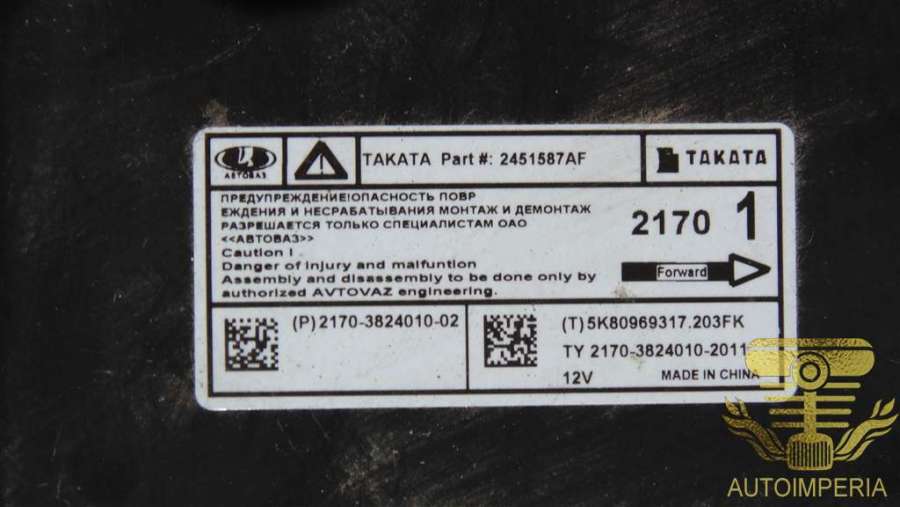 АВТОВАЗ
TAKATA Part #: 2451587AF
TAKATA
ПРЕДУПРЕЖДЕНИЕ!ОПАСНОСТЬ ПОВР
ЕЖДЕНИЯ И НЕСРАБАТЫВАНИЯ МОНТАЖ И ДЕМОНТАЖ
РАЗРЕШАЕТСЯ ТОЛЬКО СПЕЦИАЛИСТАМ ОАО
<<АВТОВАЗ>>
Caution !
Danger of injury and malfuntion
Assembly and disassembly to be done only by
authorized AVTOVAZ engineering.
2170 1
Forward
(P)2170-3824010-02
(T)5K80969317.203FK
TY 2170-3824010-2011
12V
MADE IN CHINA
AUTOIMPERIA